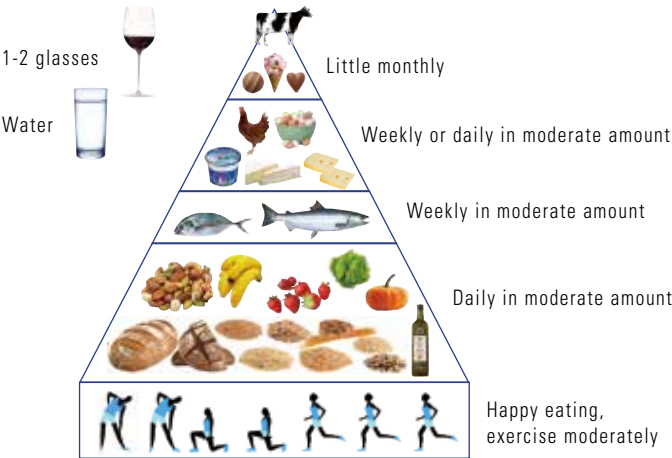 1-2 glasses
Water
Little monthly
Weekly or daily in moderate amount
Weekly in moderate amount
Daily in moderate amount
Happy eating,
exercise moderately